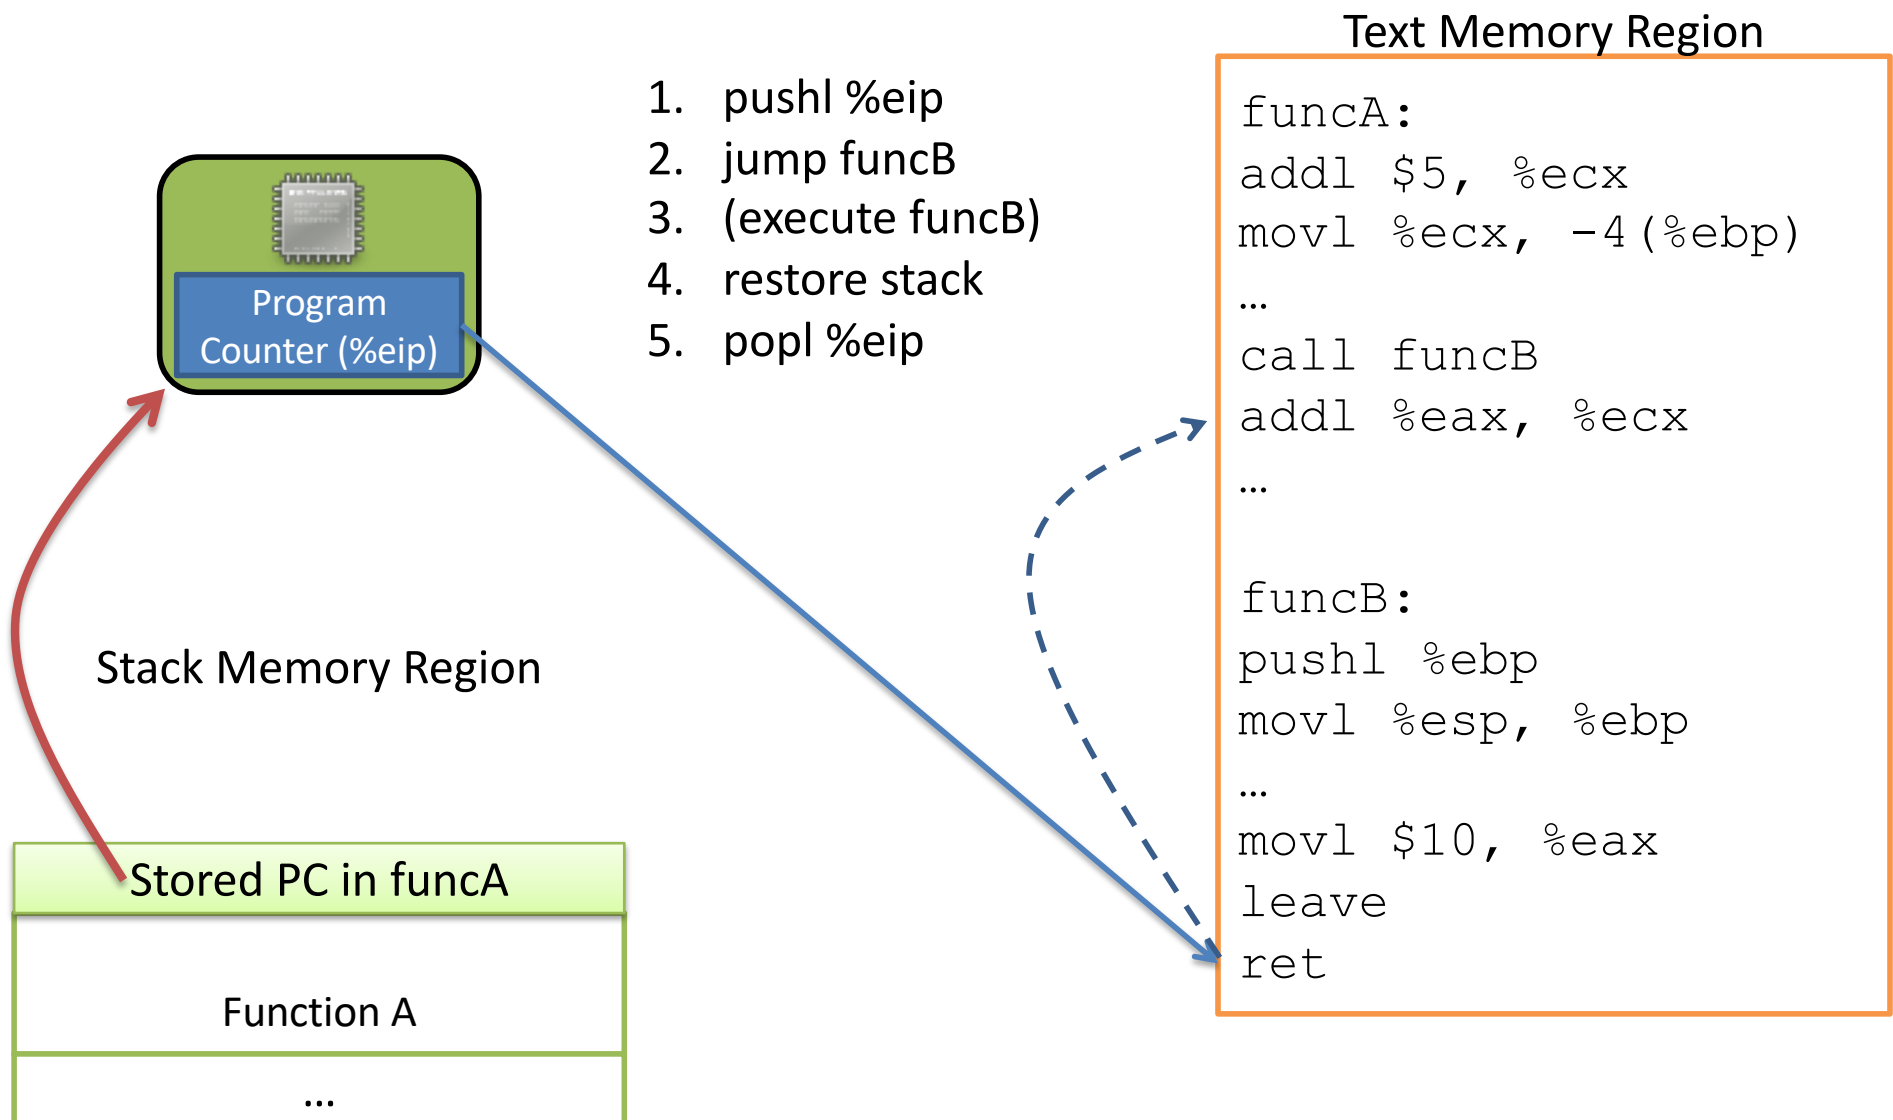 Text Memory Region
1. pushl %eip
2. jump funcB
3. (execute funcB)
4. restore stack
5. popl %eip
Program
Counter (%eip)
funcA:
addl $5, %ecx
movl %ecx, -4(%ebp)
…
call funcB
addl %eax, %ecx
…
funcB:
pushl %ebp
movl %esp, %ebp
…
movl $10, %eax
leave
ret
Stack Memory Region
Stored PC in funcA
Function A
…